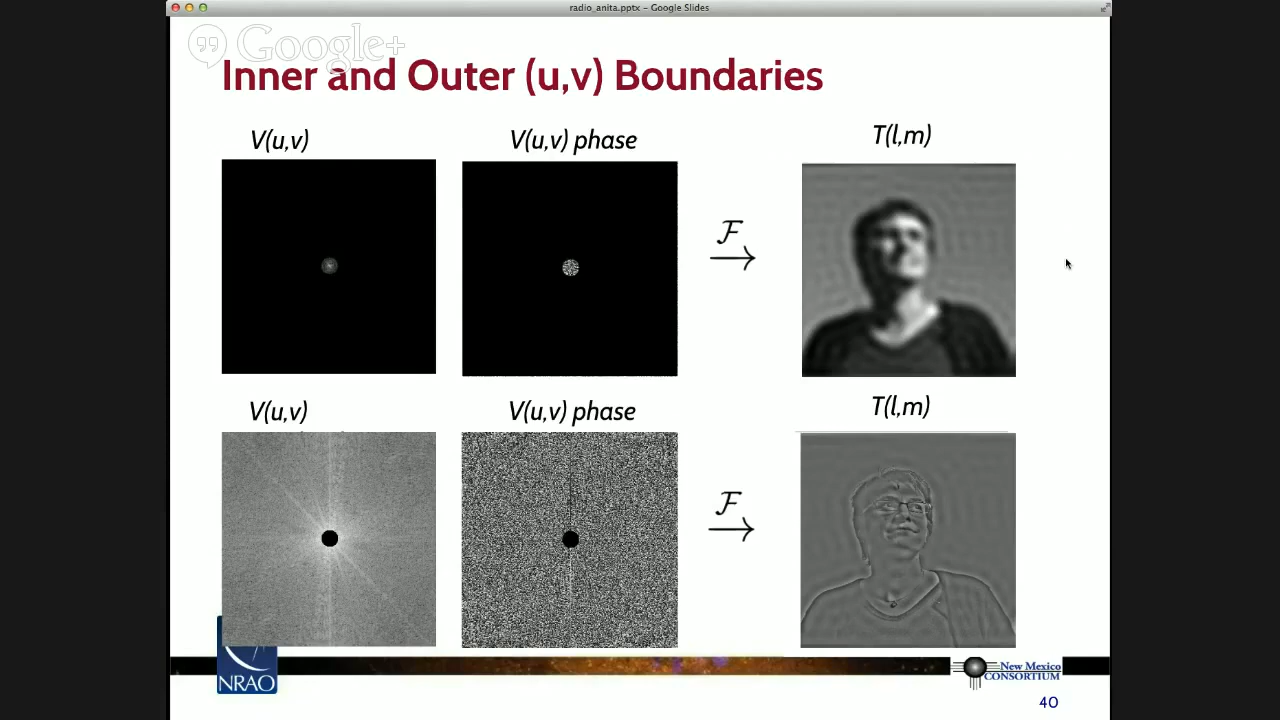 radio_anita.pptx - Google Slides
Google+
Inner and Outer (u,v) Boundaries
V(u,v)
V(u,v) phase
T(l,m)
ℱ
→
V(u,v)
V(u,v) phase
T(l,m)
ℱ
→
NRAO
New Mexico
CONSORTIUM
40